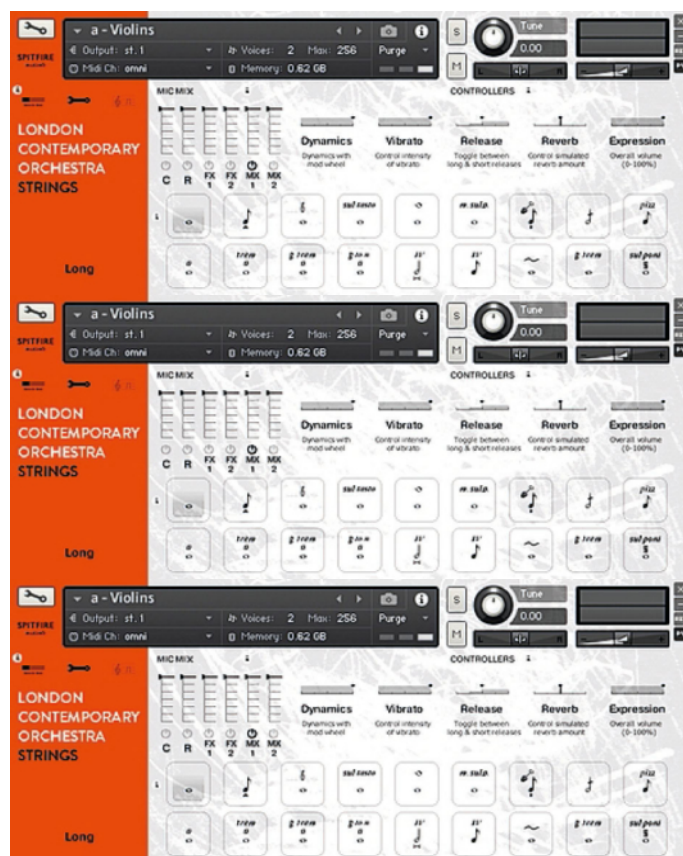 a - Violins
S
Tune
SPITFIRE
audio
Output: st. 1
Voices: 2 Max: 256
Purge
0.00
Midi Ch: omni
Memory: 0.62 GB
M
L
R
MIC MIX
CONTROLLERS
LONDON
CONTEMPORARY
ORCHESTRA
STRINGS
Dynamics
Vibrato
Release
Reverb
Expression
Dynamics with
mod wheel
Control intensity
of vibrato
Toggle between
long & short releases
Control simulated
reverb amount
Overall volume
(0-100%)
C R FX 1 FX 2 MX 1 MX 2
sul tasto
pizz
trem
Long
a - Violins
S
Tune
SPITFIRE
audio
Output: st. 1
Voices: 2 Max: 256
Purge
0.00
Midi Ch: omni
Memory: 0.62 GB
M
L
R
MIC MIX
CONTROLLERS
LONDON
CONTEMPORARY
ORCHESTRA
STRINGS
Dynamics
Vibrato
Release
Reverb
Expression
Dynamics with
mod wheel
Control intensity
of vibrato
Toggle between
long & short releases
Control simulated
reverb amount
Overall volume
(0-100%)
C R FX 1 FX 2 MX 1 MX 2
sul tasto
pizz
trem
Long
a - Violins
S
Tune
SPITFIRE
audio
Output: st. 1
Voices: 2 Max: 256
Purge
0.00
Midi Ch: omni
Memory: 0.62 GB
M
L
R
MIC MIX
CONTROLLERS
LONDON
CONTEMPORARY
ORCHESTRA
STRINGS
Dynamics
Vibrato
Release
Reverb
Expression
Dynamics with
mod wheel
Control intensity
of vibrato
Toggle between
long & short releases
Control simulated
reverb amount
Overall volume
(0-100%)
C R FX 1 FX 2 MX 1 MX 2
sul tasto
pizz
trem
Long